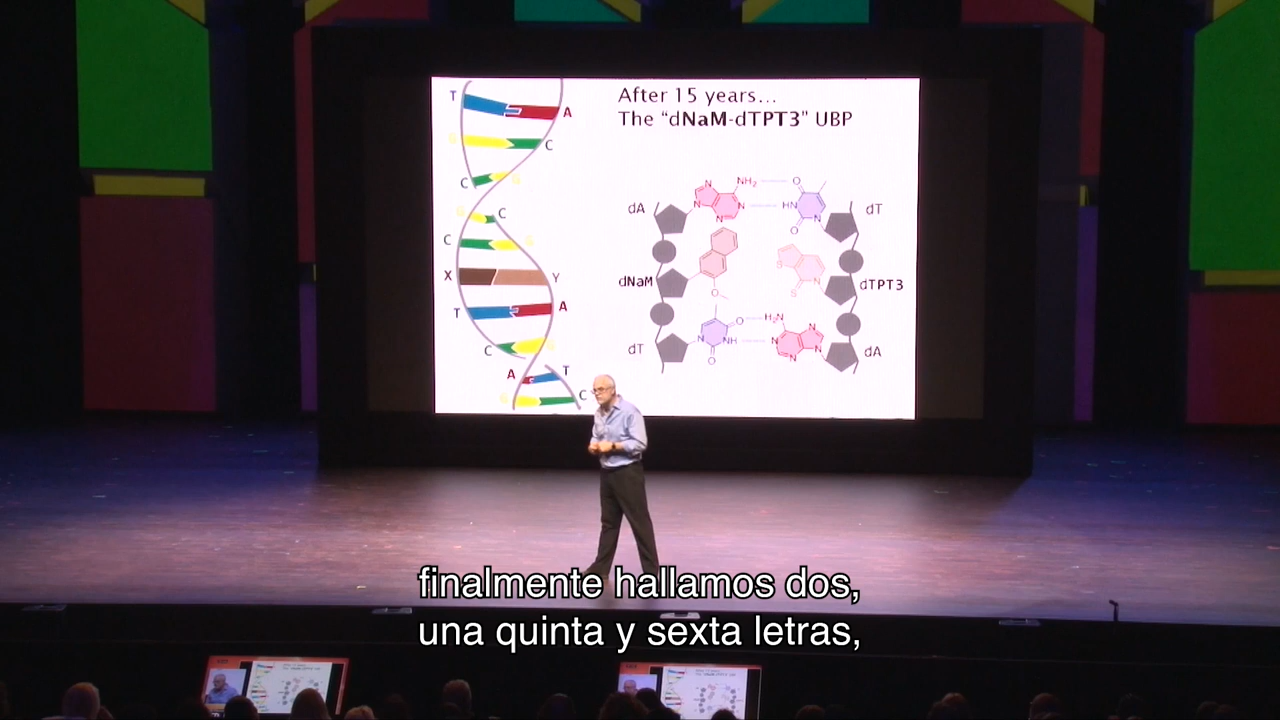 After 15 years...
The “dNaM-dTPT3” UBP
T A
G C
C G
G C
C G
X Y
T A
C G
A T
G C
NH₂ O
N N HN
N N N O
dA dT
dNaM dTPT3
S
O S
N
O H₂N
N NH N N
O N N
dT dA
finalmente hallamos dos,
una quinta y sexta letras,